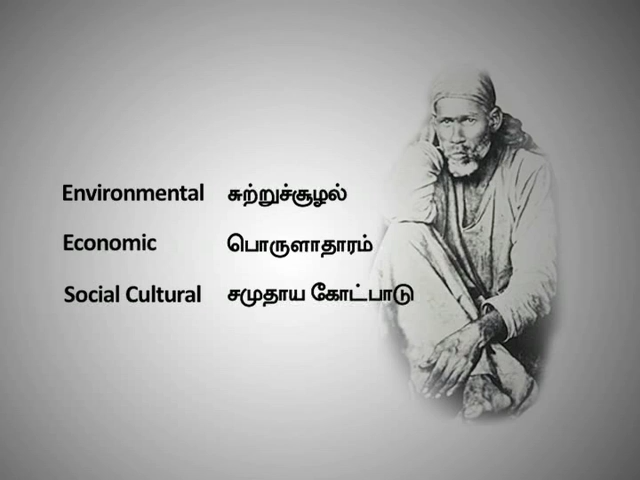 Environmental சுற்றுச்சூழல்
Economic பொருளாதாரம்
Social Cultural சமுதாய கோட்பாடு